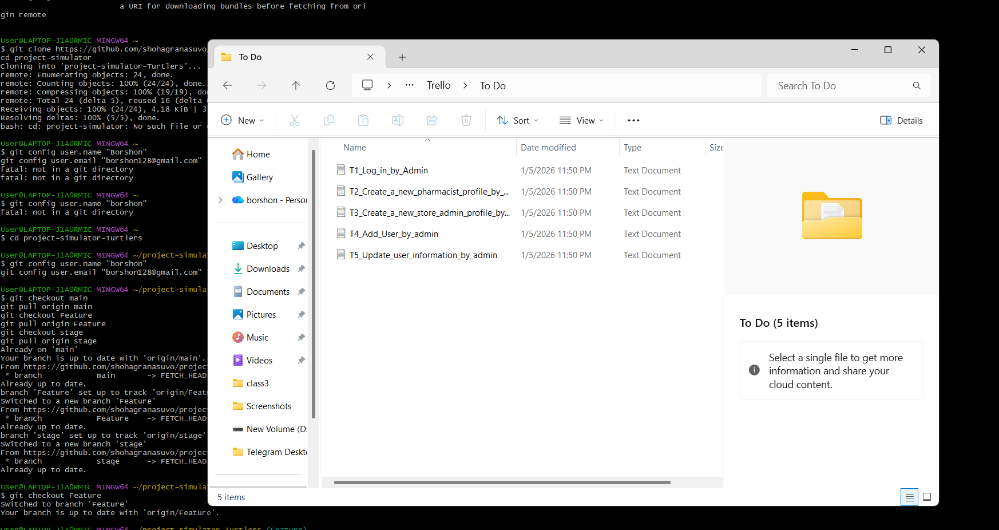 a URI for downloading bundles before fetching from ori
gin remote
User@LAPTOP-J1AORMIC MINGW64 ~
$ git clone https://github.com/shohagranasuvo
cd project-simulator
Cloning into 'project-simulator-Turtlers'...
remote: Enumerating objects: 24, done.
remote: Counting objects: 100% (24/24), done.
remote: Compressing objects: 100% (19/19), do
remote: Total 24 (delta 5), reused 16 (delta
Receiving objects: 100% (24/24), 4.18 KiB | 3
Resolving deltas: 100% (5/5), done.
bash: cd: project-simulator: No such file or
User@LAPTOP-J1AORMIC MINGW64 ~
$ git config user.name "Borshon"
git config user.email "borshon128@gmail.com"
fatal: not in a git directory
fatal: not in a git directory
User@LAPTOP-J1AORMIC MINGW64 ~
$ git config user.name "borshon"
fatal: not in a git directory
User@LAPTOP-J1AORMIC MINGW64 ~
$ cd project-simulator-Turtlers
User@LAPTOP-J1AORMIC MINGW64 ~/project-simula
$ git config user.name "borshon"
git config user.email "borshon128@gmail.com"
User@LAPTOP-J1AORMIC MINGW64 ~/project-simula
$ git checkout main
git pull origin main
git checkout Feature
git pull origin Feature
git checkout stage
git pull origin stage
Already on 'main'
Your branch is up to date with 'origin/main'.
From https://github.com/shohagranasuvo/project
* branch main -> FETCH_HEAD
Already up to date.
branch 'Feature' set up to track 'origin/Feat
Switched to a new branch 'Feature'
From https://github.com/shohagranasuvo/project
* branch Feature -> FETCH_HEAD
Already up to date.
branch 'stage' set up to track 'origin/stage'
Switched to a new branch 'stage'
From https://github.com/shohagranasuvo/project
* branch stage -> FETCH_HEAD
Already up to date.
User@LAPTOP-J1AORMIC MINGW64 ~/project-simula
$ git checkout Feature
Switched to branch 'Feature'
Your branch is up to date with 'origin/Feature'.
User@LAPTOP-J1AORMIC MINGW64 ~/project-simulator-Turtlers (Feature)
To Do
Trello > To Do
Search To Do
New
Sort
View
Details
Home
Gallery
borshon - Person
Desktop
Downloads
Documents
Pictures
Music
Videos
class3
Screenshots
New Volume (D:
Telegram Deskto
Name Date modified Type Size
T1_Log_in_by_Admin 1/5/2026 11:50 PM Text Document
T2_Create_a_new_pharmacist_profile_by_... 1/5/2026 11:50 PM Text Document
T3_Create_a_new_store_admin_profile_by... 1/5/2026 11:50 PM Text Document
T4_Add_User_by_admin 1/5/2026 11:50 PM Text Document
T5_Update_user_information_by_admin 1/5/2026 11:50 PM Text Document
To Do (5 items)
Select a single file to get more
information and share your
cloud content.
5 items